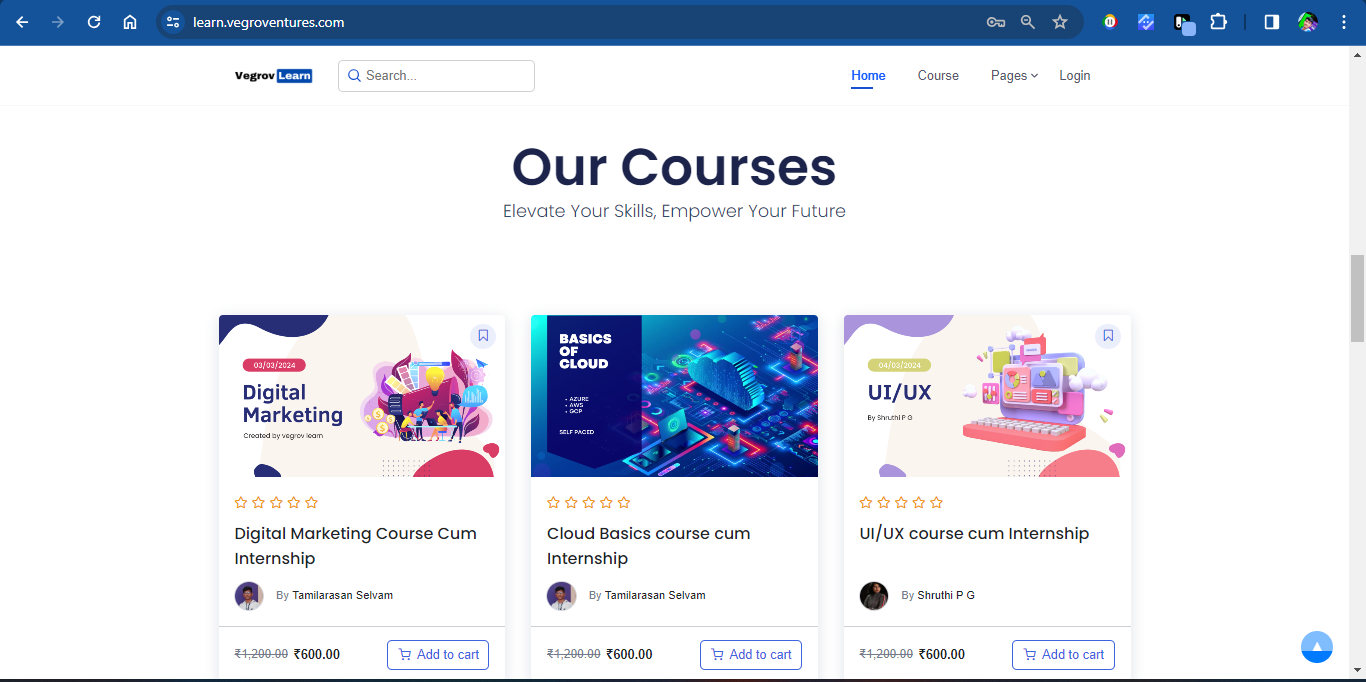 learn.vegroventures.com
Vegrov Learn
Search...
Home
Course
Pages
Login
Our Courses
Elevate Your Skills, Empower Your Future
03/03/2024
Digital
Marketing
Created by vegrov learn
BASICS
OF
CLOUD
• AZURE
• AWS
• GCP
SELF PACED
04/03/2024
UI/UX
By Shruthi P G
Digital Marketing Course Cum
Internship
By Tamilarasan Selvam
₹1,200.00 ₹600.00
Add to cart
Cloud Basics course cum
Internship
By Tamilarasan Selvam
₹1,200.00 ₹600.00
Add to cart
UI/UX course cum Internship
By Shruthi P G
₹1,200.00 ₹600.00
Add to cart